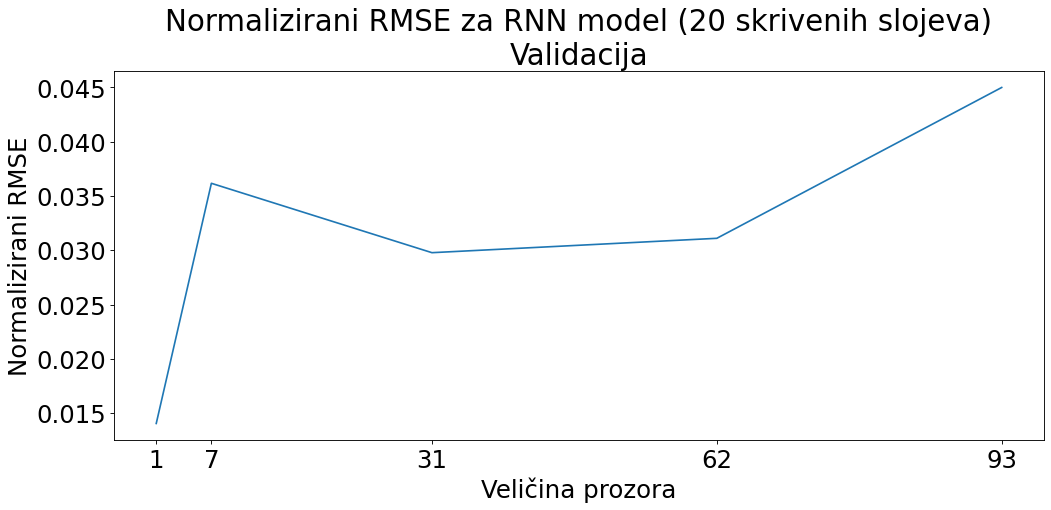 Normalizirani RMSE za RNN model (20 skrivenih slojeva)
Validacija
Normalizirani RMSE
0.045
0.040
0.035
0.030
0.025
0.020
0.015
1 7 31 62 93
Veličina prozora